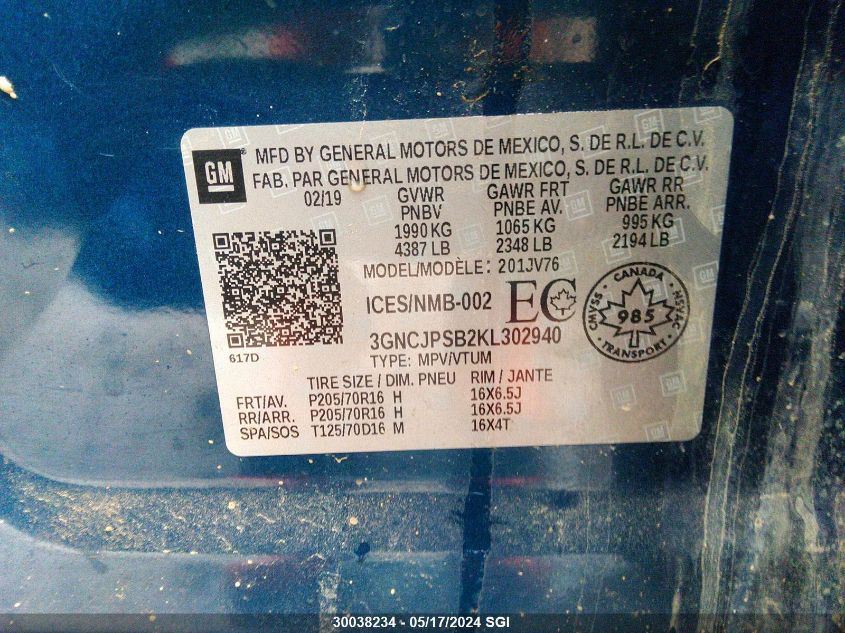 GM
MFD BY GENERAL MOTORS DE MEXICO, S. DE R.L. DE C.V.
FAB. PAR GENERAL MOTORS DE MEXICO, S. DE R.L. DE C.V.
02/19 GVWR GAWR FRT GAWR RR
PNBV PNBE AV. PNBE ARR.
1990 KG 1065 KG 995 KG
4387 LB 2348 LB 2194 LB
MODEL/MODÈLE: 201JV76
ICES/NMB-002 EC
CANADA
CMVSS 985 NSVAC
TRANSPORT
3GNCJPSB2KL302940
617D TYPE: MPV/VTUM
TIRE SIZE / DIM. PNEU RIM / JANTE
FRT/AV. P205/70R16 H 16X6.5J
RR/ARR. P205/70R16 H 16X6.5J
SPA/SOS T125/70D16 M 16X4T
30038234 - 05/17/2024 SGI